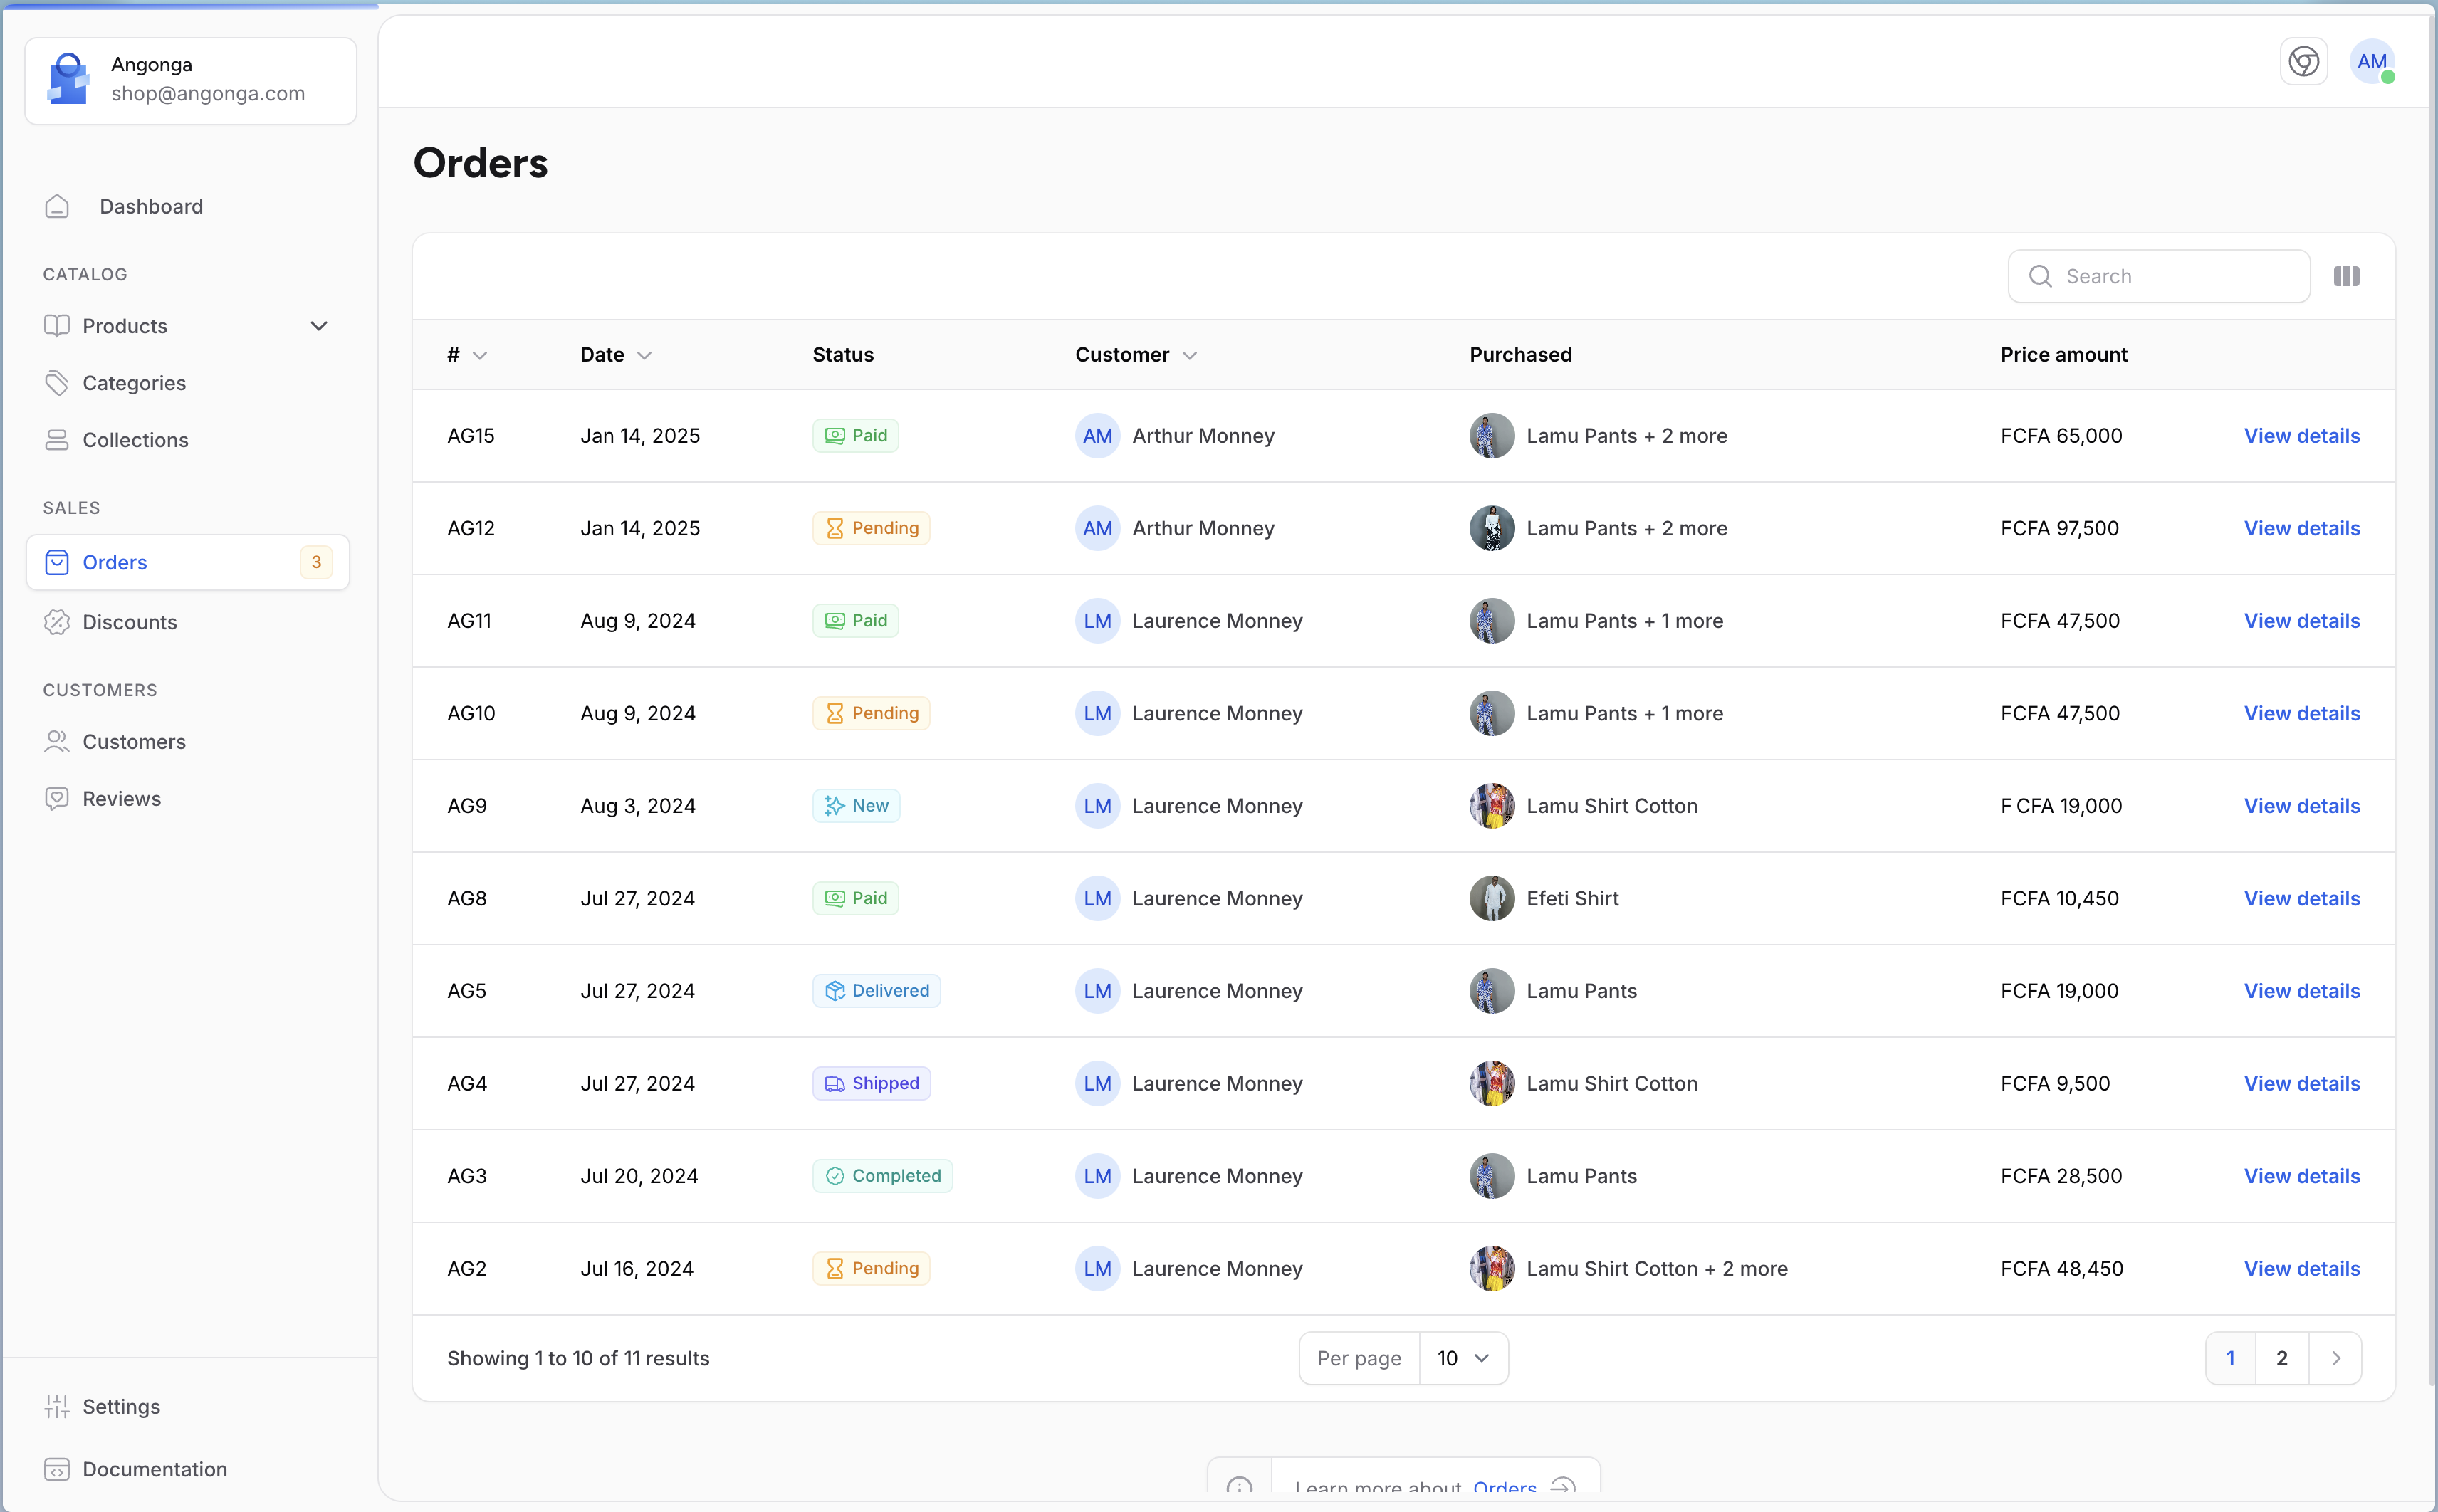 Angonga
shop@angonga.com
AM
Dashboard
CATALOG
Products
Categories
Collections
SALES
Orders 3
Discounts
CUSTOMERS
Customers
Reviews
Settings
Documentation
Orders
Search
# Date Status Customer Purchased Price amount
AG15 Jan 14, 2025 Paid AM Arthur Monney Lamu Pants + 2 more FCFA 65,000 View details
AG12 Jan 14, 2025 Pending AM Arthur Monney Lamu Pants + 2 more FCFA 97,500 View details
AG11 Aug 9, 2024 Paid LM Laurence Monney Lamu Pants + 1 more FCFA 47,500 View details
AG10 Aug 9, 2024 Pending LM Laurence Monney Lamu Pants + 1 more FCFA 47,500 View details
AG9 Aug 3, 2024 New LM Laurence Monney Lamu Shirt Cotton F CFA 19,000 View details
AG8 Jul 27, 2024 Paid LM Laurence Monney Efeti Shirt FCFA 10,450 View details
AG5 Jul 27, 2024 Delivered LM Laurence Monney Lamu Pants FCFA 19,000 View details
AG4 Jul 27, 2024 Shipped LM Laurence Monney Lamu Shirt Cotton FCFA 9,500 View details
AG3 Jul 20, 2024 Completed LM Laurence Monney Lamu Pants FCFA 28,500 View details
AG2 Jul 16, 2024 Pending LM Laurence Monney Lamu Shirt Cotton + 2 more FCFA 48,450 View details
Showing 1 to 10 of 11 results Per page 10 1 2
Learn more about Orders